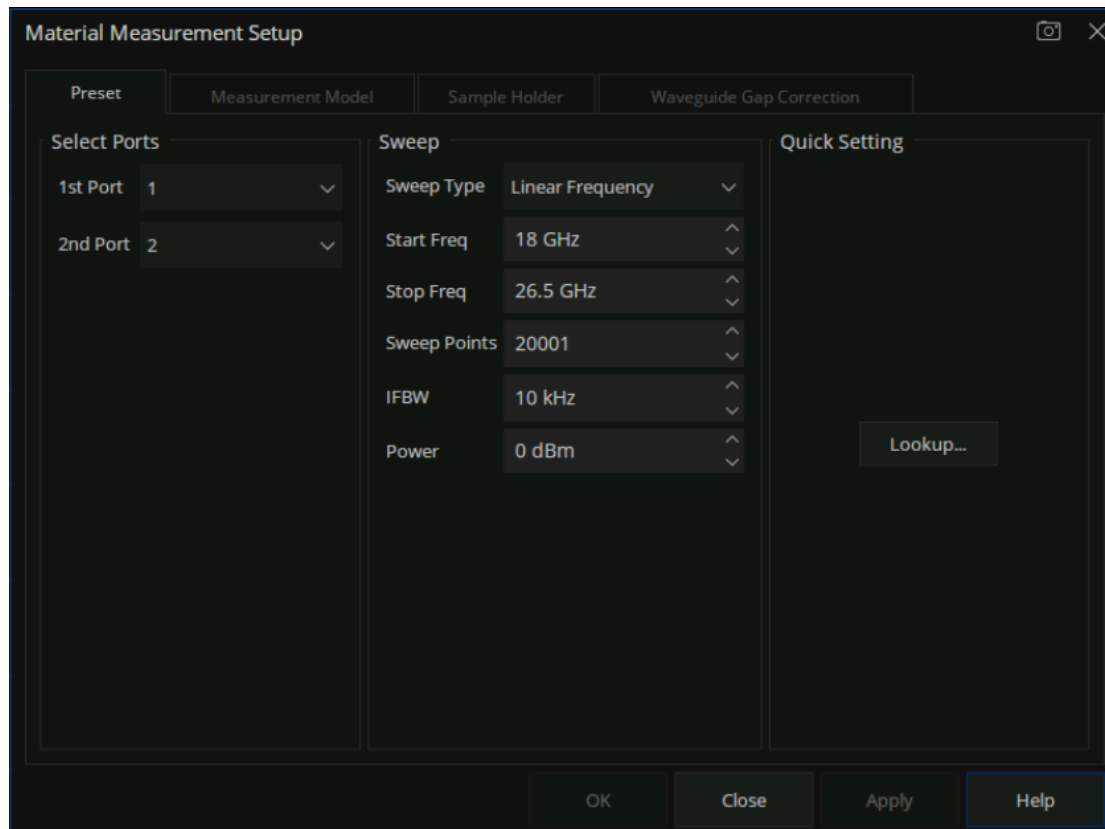 Material Measurement Setup
Preset
Measurement Model
Sample Holder
Waveguide Gap Correction
Select Ports
1st Port 1
2nd Port 2
Sweep
Sweep Type Linear Frequency
Start Freq 18 GHz
Stop Freq 26.5 GHz
Sweep Points 20001
IFBW 10 kHz
Power 0 dBm
Quick Setting
Lookup...
OK
Close
Apply
Help